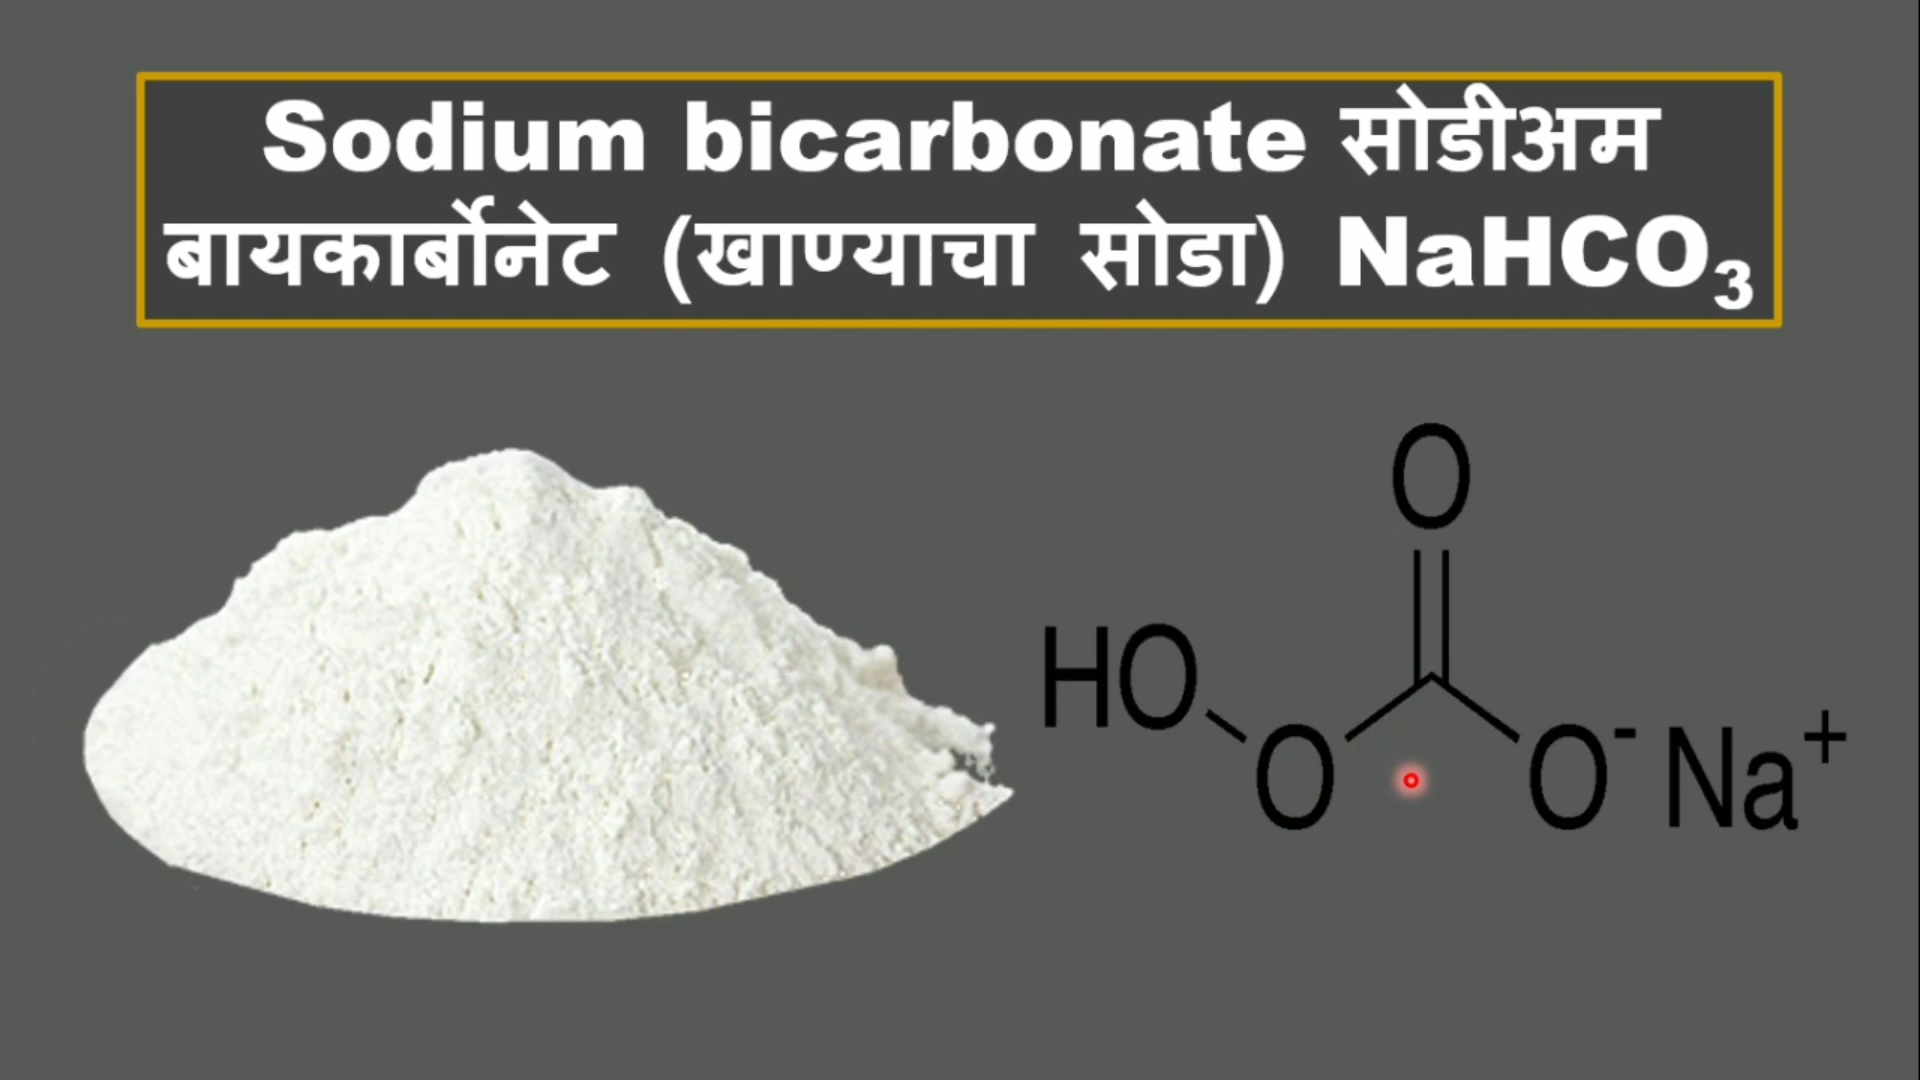 Sodium bicarbonate सोडीअम
बायकार्बोनेट (खाण्याचा सोडा) NaHCO₃
O
HO
O O⁻ Na⁺